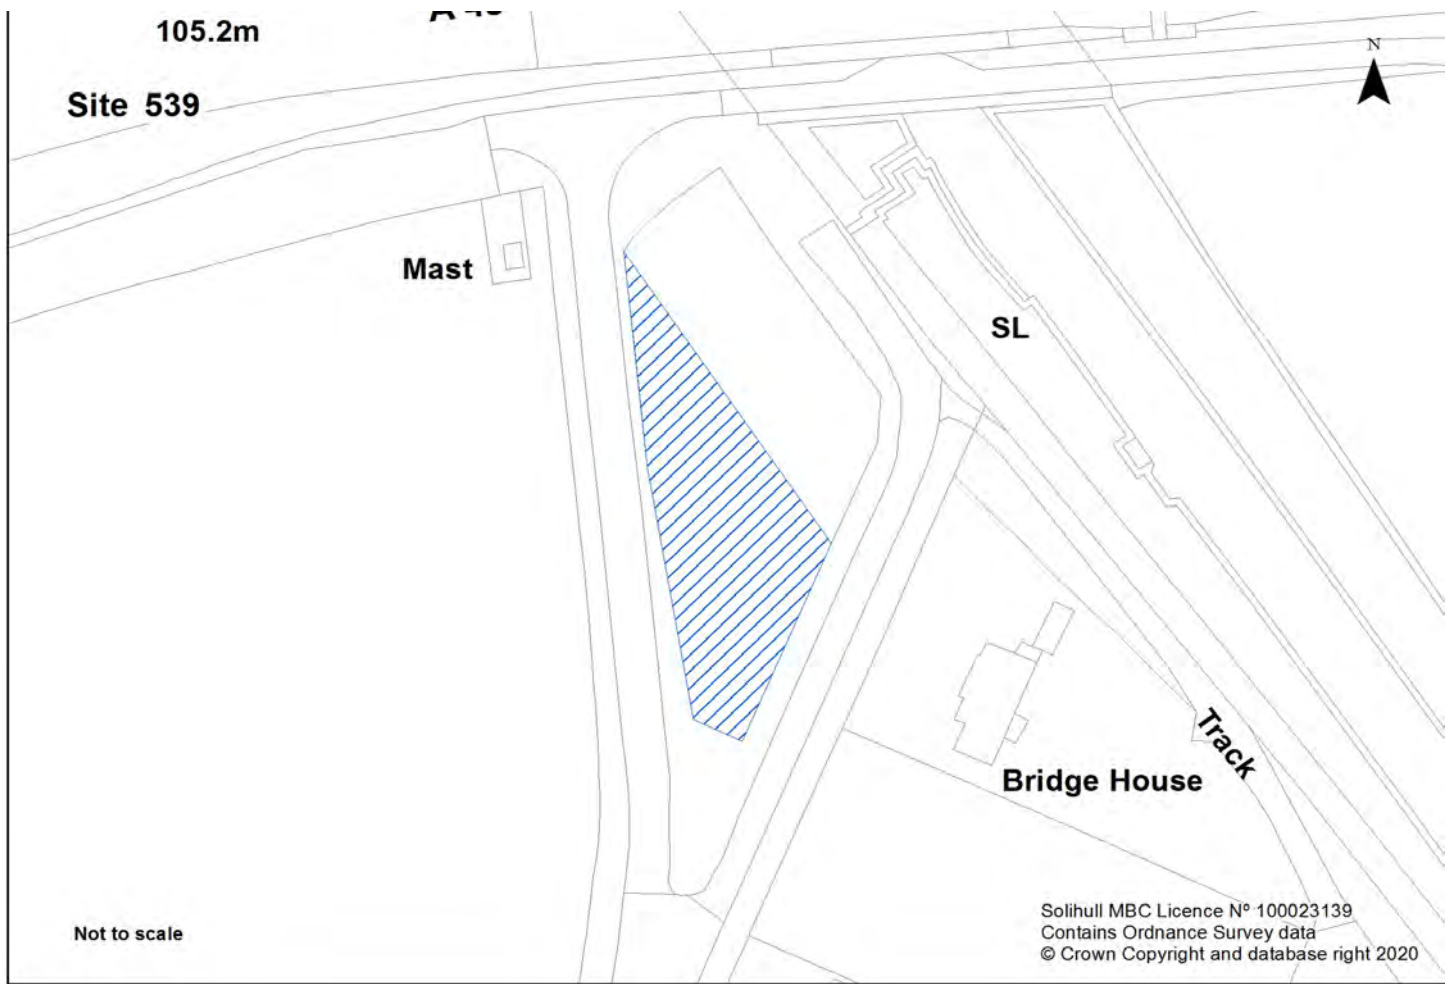 105.2m
N
Site 539
Mast
SL
Track
Bridge House
Not to scale
Solihull MBC Licence Nº 100023139
Contains Ordnance Survey data
© Crown Copyright and database right 2020